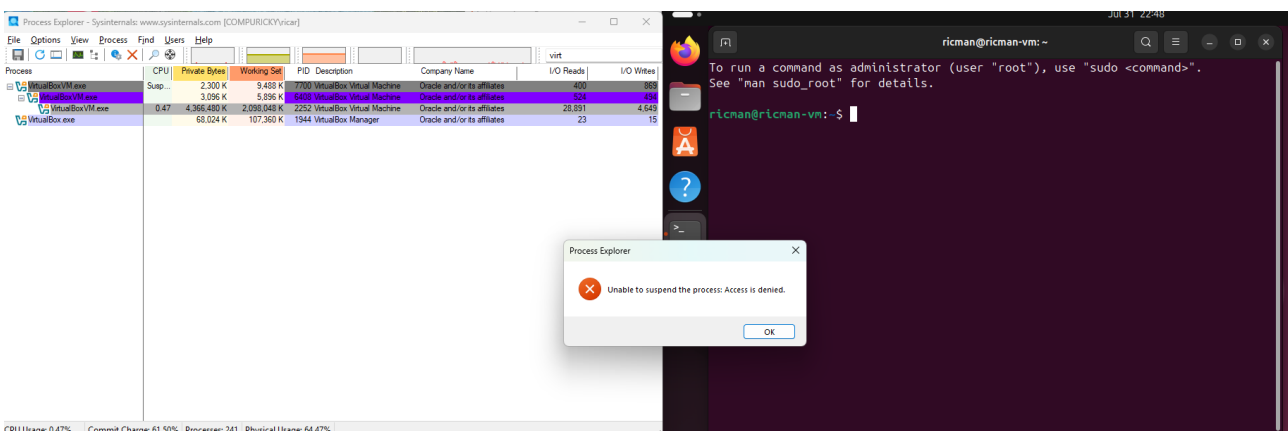 Process Explorer - Sysinternals: www.sysinternals.com [COMPURICKY\ricar]
File Options View Process Find Users Help
virt
Process CPU Private Bytes Working Set PID Description Company Name I/O Reads I/O Writes
VirtualBoxVM.exe Susp... 2.300 K 9,488 K 7700 VirtualBox Virtual Machine Oracle and/or its affiliates 400 869
VirtualBoxVM.exe 3.096 K 5,896 K 6408 VirtualBox Virtual Machine Oracle and/or its affiliates 524 494
VirtualBoxVM.exe 0.47 4,366,480 K 2,098,048 K 2252 VirtualBox Virtual Machine Oracle and/or its affiliates 28,891 4,649
VirtualBox.exe 68,024 K 107,360 K 1944 VirtualBox Manager Oracle and/or its affiliates 23 15
CPU Usage: 0.47% Commit Charge: 61.50% Processes: 241 Physical Usage: 64.47%
Jul 31 22:48
ricman@ricman-vm: ~
To run a command as administrator (user "root"), use "sudo <command>".
See "man sudo_root" for details.
ricman@ricman-vm:~$
Process Explorer
Unable to suspend the process: Access is denied.
OK